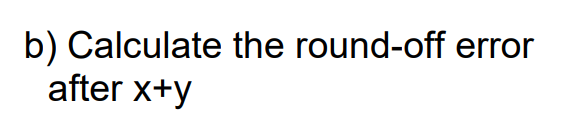 b) Calculate the round-off error
after x+y